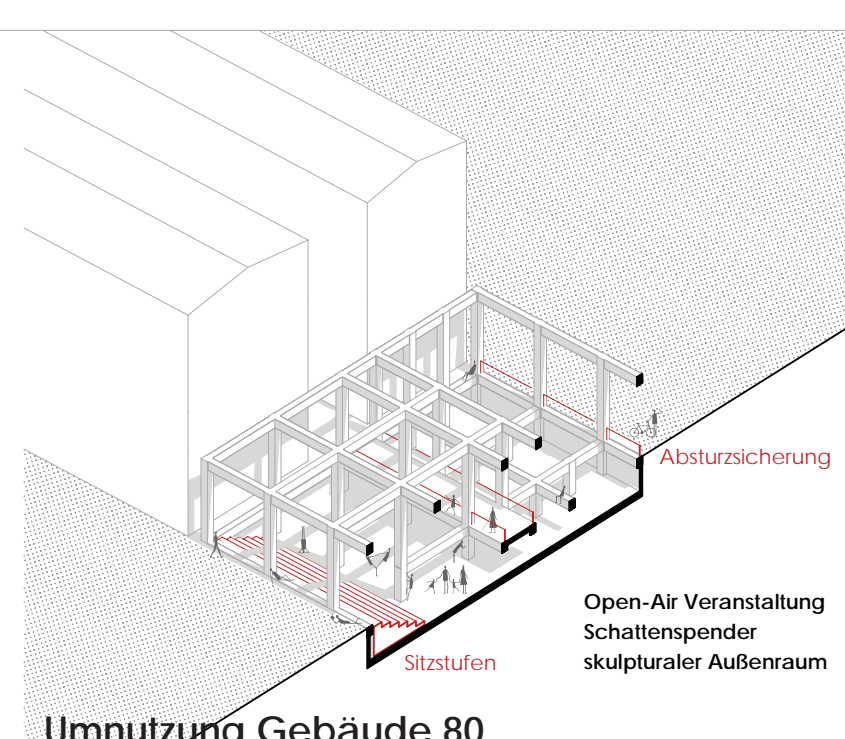 Absturzsicherung
Open-Air Veranstaltung
Schattenspender
skulpturaler Außenraum
Sitzstufen
Umnutzung Gebäude 80